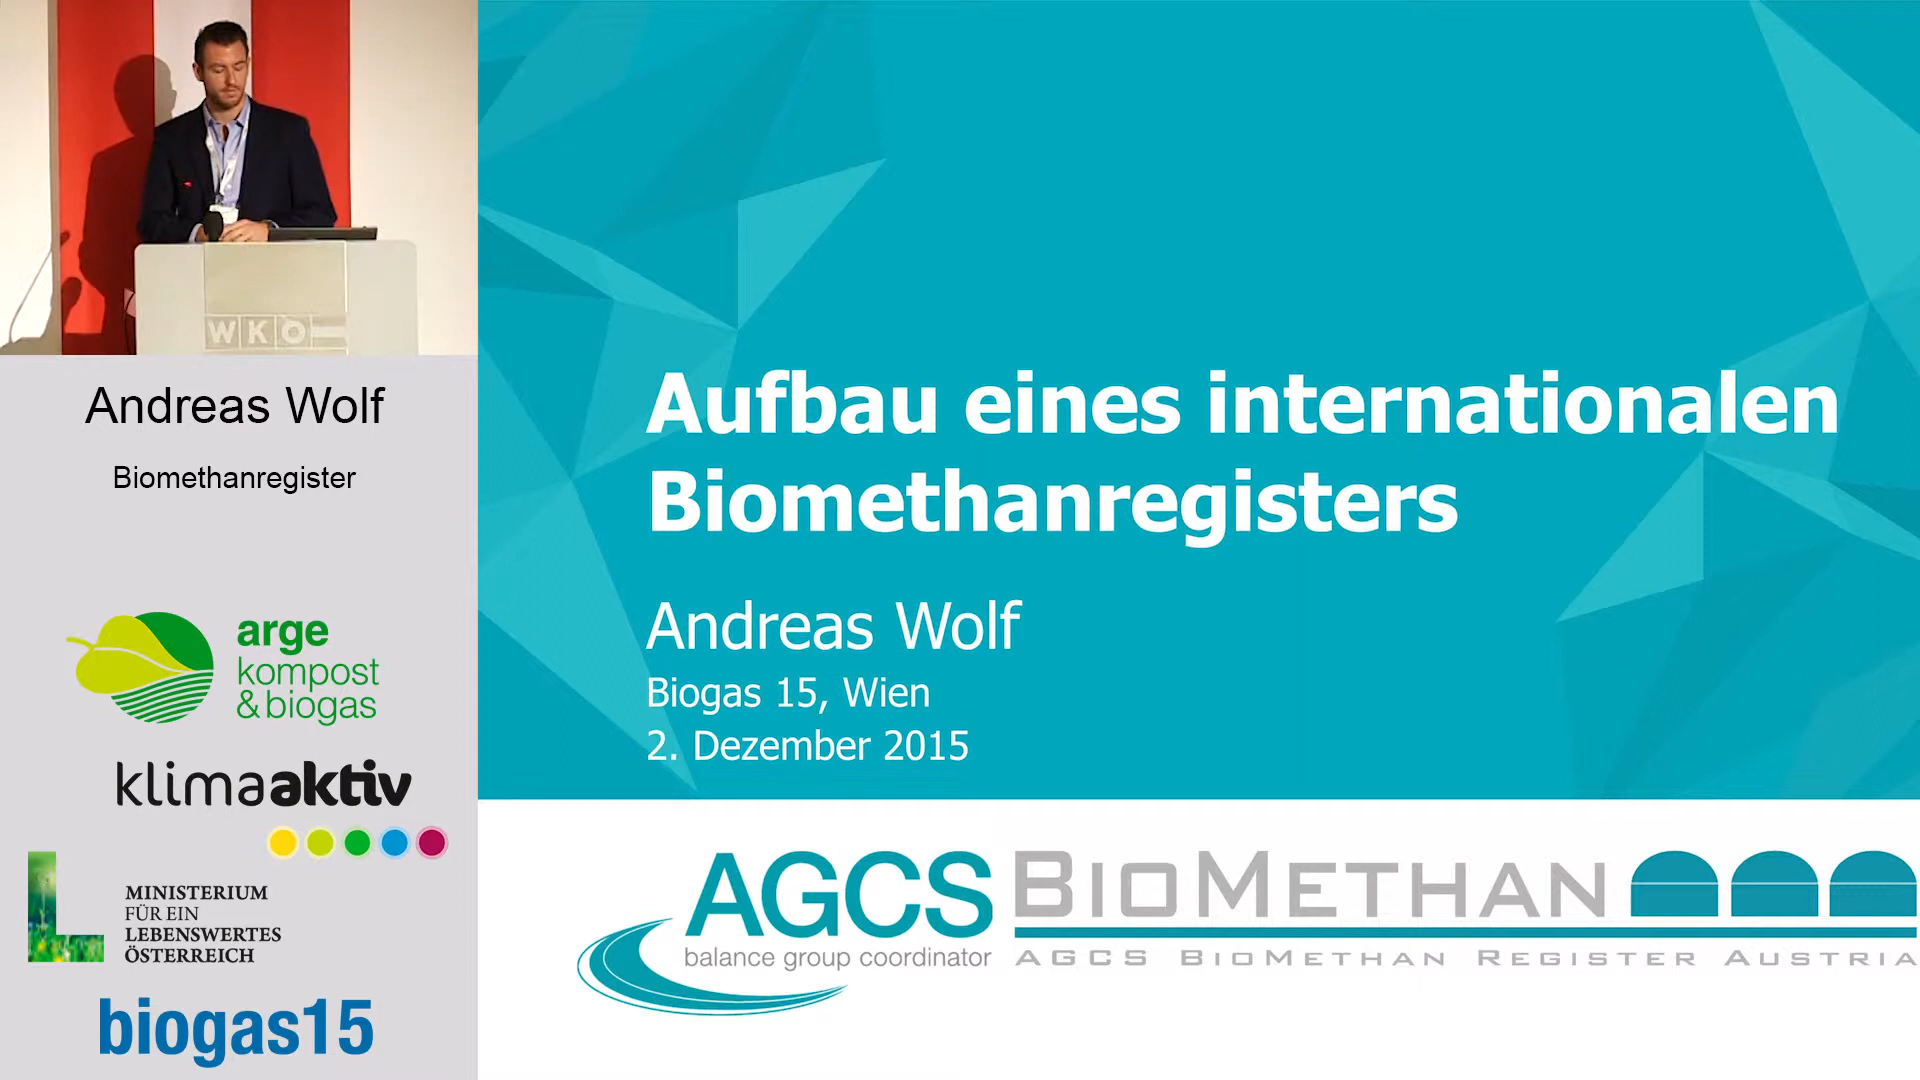 WKO
Andreas Wolf
Biomethanregister
arge
kompost
& biogas
klimaaktiv
MINISTERIUM
FÜR EIN
LEBENSWERTES
ÖSTERREICH
biogas15
Aufbau eines internationalen
Biomethanregisters
Andreas Wolf
Biogas 15, Wien
2. Dezember 2015
AGCS
balance group coordinator
BIOMETHAN
AGCS BIOMETHAN REGISTER AUSTRIA